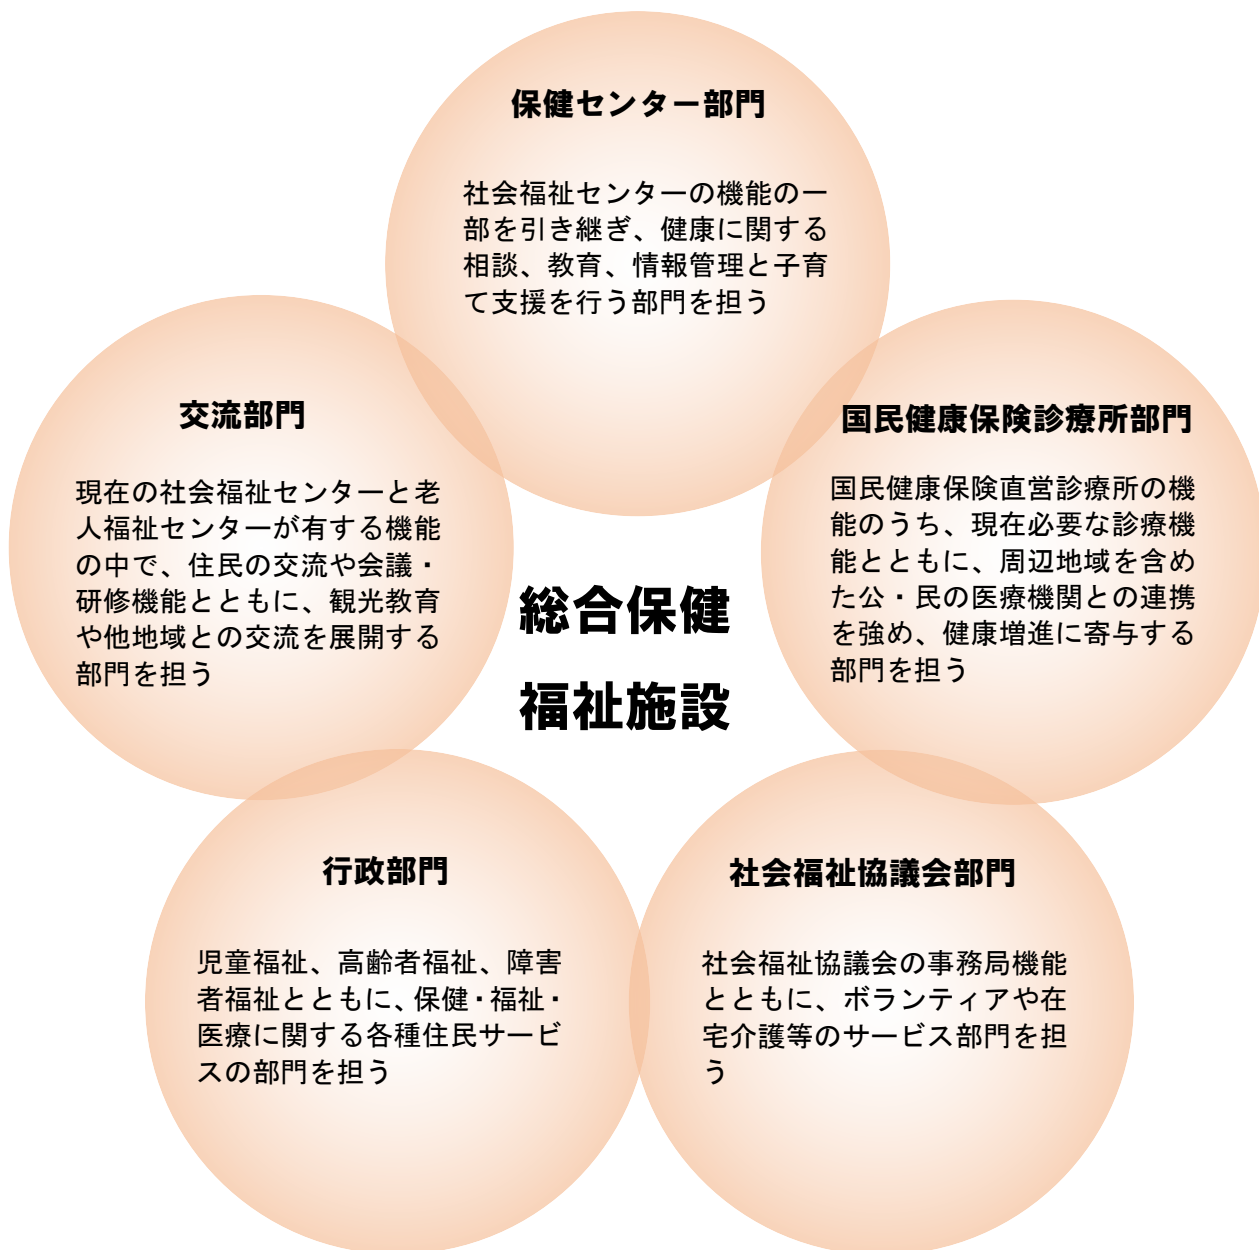 保健センター部門
社会福祉センターの機能の一
部を引き継ぎ、健康に関する
相談、教育、情報管理と子育
て支援を行う部門を担う
交流部門
現在の社会福祉センターと老
人福祉センターが有する機能
の中で、住民の交流や会議・
研修機能とともに、観光教育
や他地域との交流を展開する
部門を担う
国民健康保険診療所部門
国民健康保険直営診療所の機
能のうち、現在必要な診療機
能とともに、周辺地域を含め
た公・民の医療機関との連携
を強め、健康増進に寄与する
部門を担う
総合保健
福祉施設
行政部門
児童福祉、高齢者福祉、障害
者福祉とともに、保健・福祉・
医療に関する各種住民サービ
スの部門を担う
社会福祉協議会部門
社会福祉協議会の事務局機能
とともに、ボランティアや在
宅介護等のサービス部門を担
う